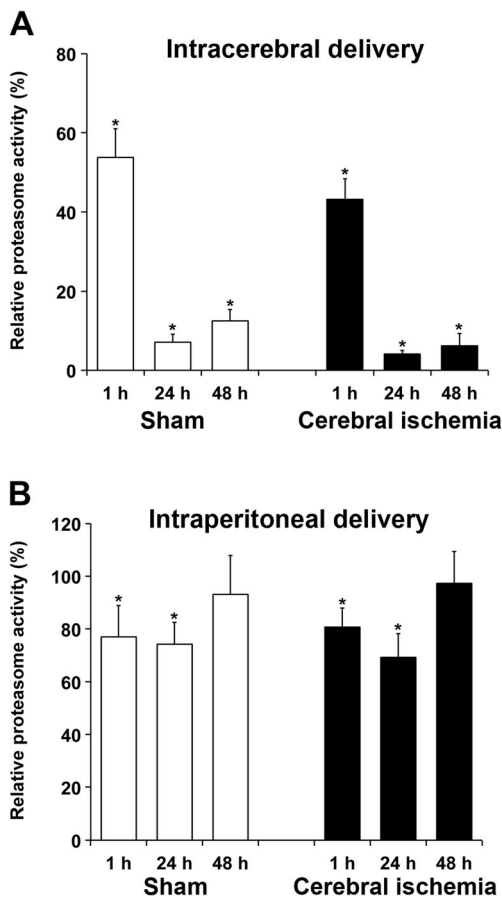 A
Intracerebral delivery
Relative proteasome activity (%)
80
60
40
20
0
* * * * * *
1 h 24 h 48 h 1 h 24 h 48 h
Sham Cerebral ischemia
B
Intraperitoneal delivery
Relative proteasome activity (%)
120
100
80
60
40
20
0
* * * *
1 h 24 h 48 h 1 h 24 h 48 h
Sham Cerebral ischemia